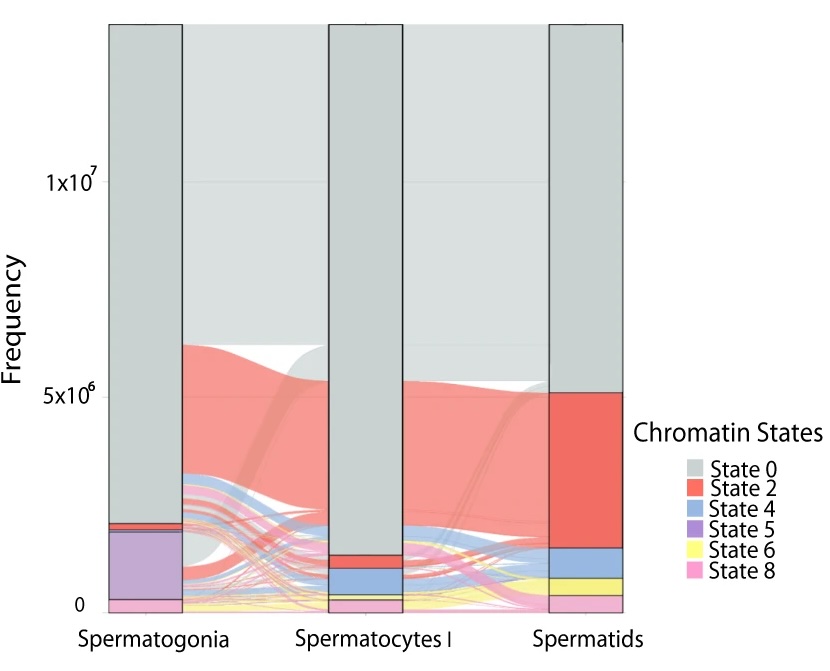 1x10⁷
Frequency
5x10⁶
Chromatin States
State 0
State 2
State 4
State 5
State 6
State 8
0
Spermatogonia Spermatocytes I Spermatids